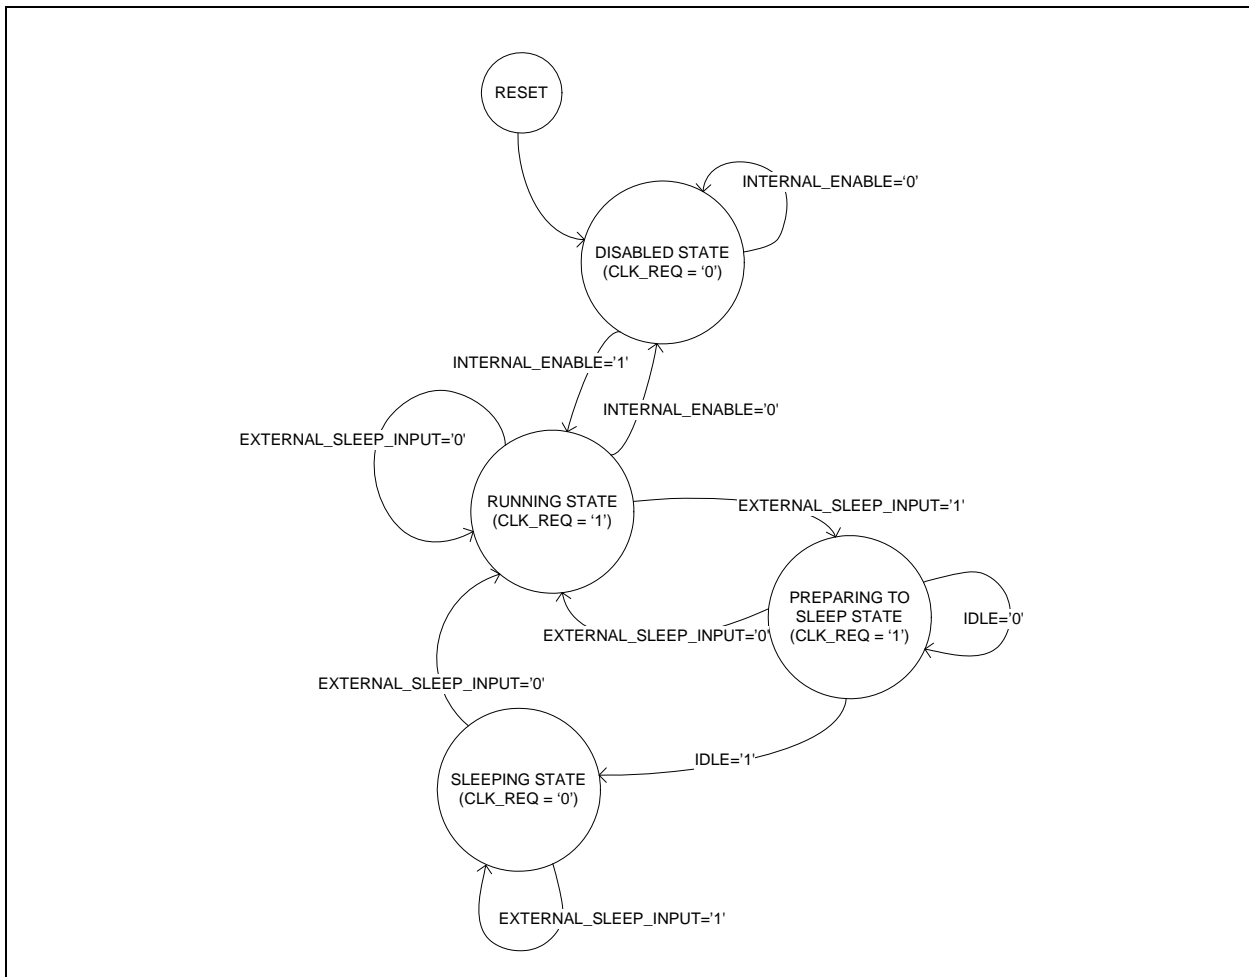 RESET
INTERNAL_ENABLE=‘0’
DISABLED STATE
(CLK_REQ = ‘0’)
INTERNAL_ENABLE='1'
INTERNAL_ENABLE='0'
EXTERNAL_SLEEP_INPUT='0'
RUNNING STATE
(CLK_REQ = ‘1’)
EXTERNAL_SLEEP_INPUT='1'
PREPARING TO
SLEEP STATE
(CLK_REQ = ‘1’)
IDLE='0'
EXTERNAL_SLEEP_INPUT='0'
EXTERNAL_SLEEP_INPUT='0'
IDLE='1'
SLEEPING STATE
(CLK_REQ = ‘0’)
EXTERNAL_SLEEP_INPUT='1'